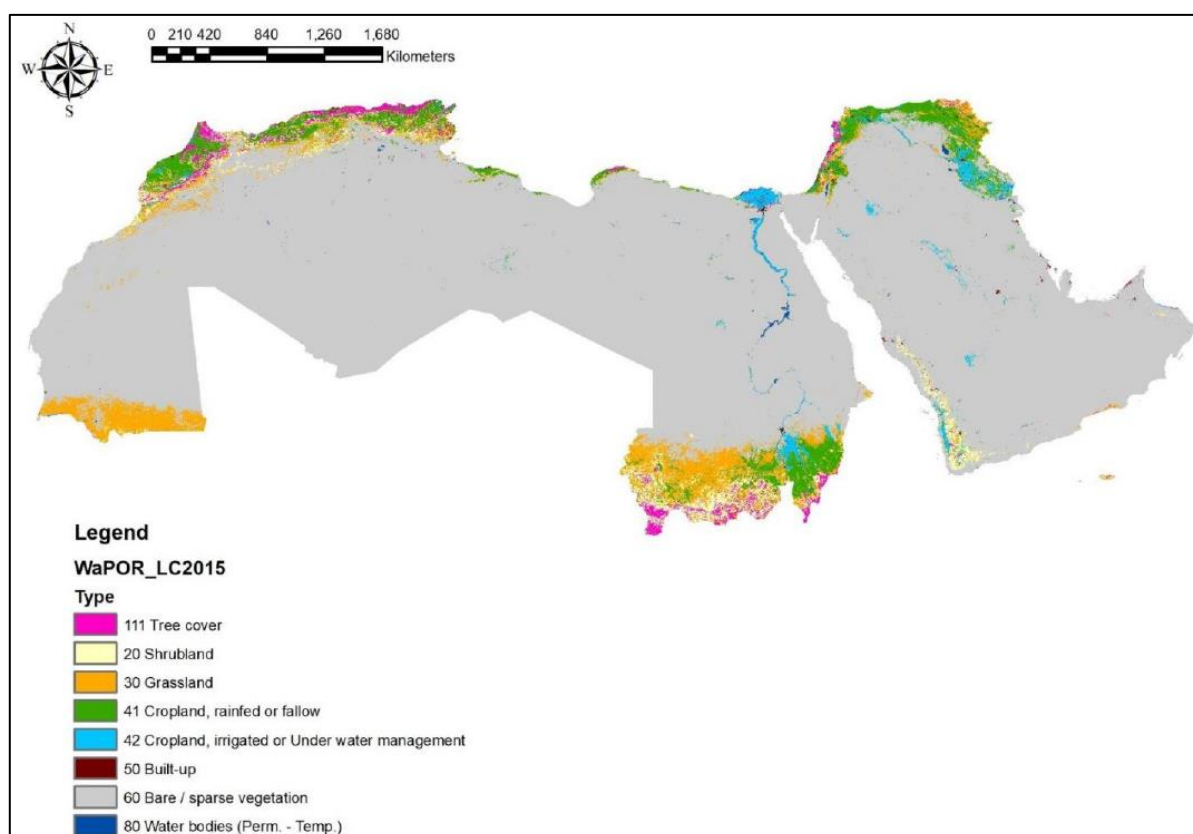 N
W E
S
0 210 420 840 1,260 1,680
Kilometers
Legend
WaPOR_LC2015
Type
111 Tree cover
20 Shrubland
30 Grassland
41 Cropland, rainfed or fallow
42 Cropland, irrigated or Under water management
50 Built-up
60 Bare / sparse vegetation
80 Water bodies (Perm. - Temp.)